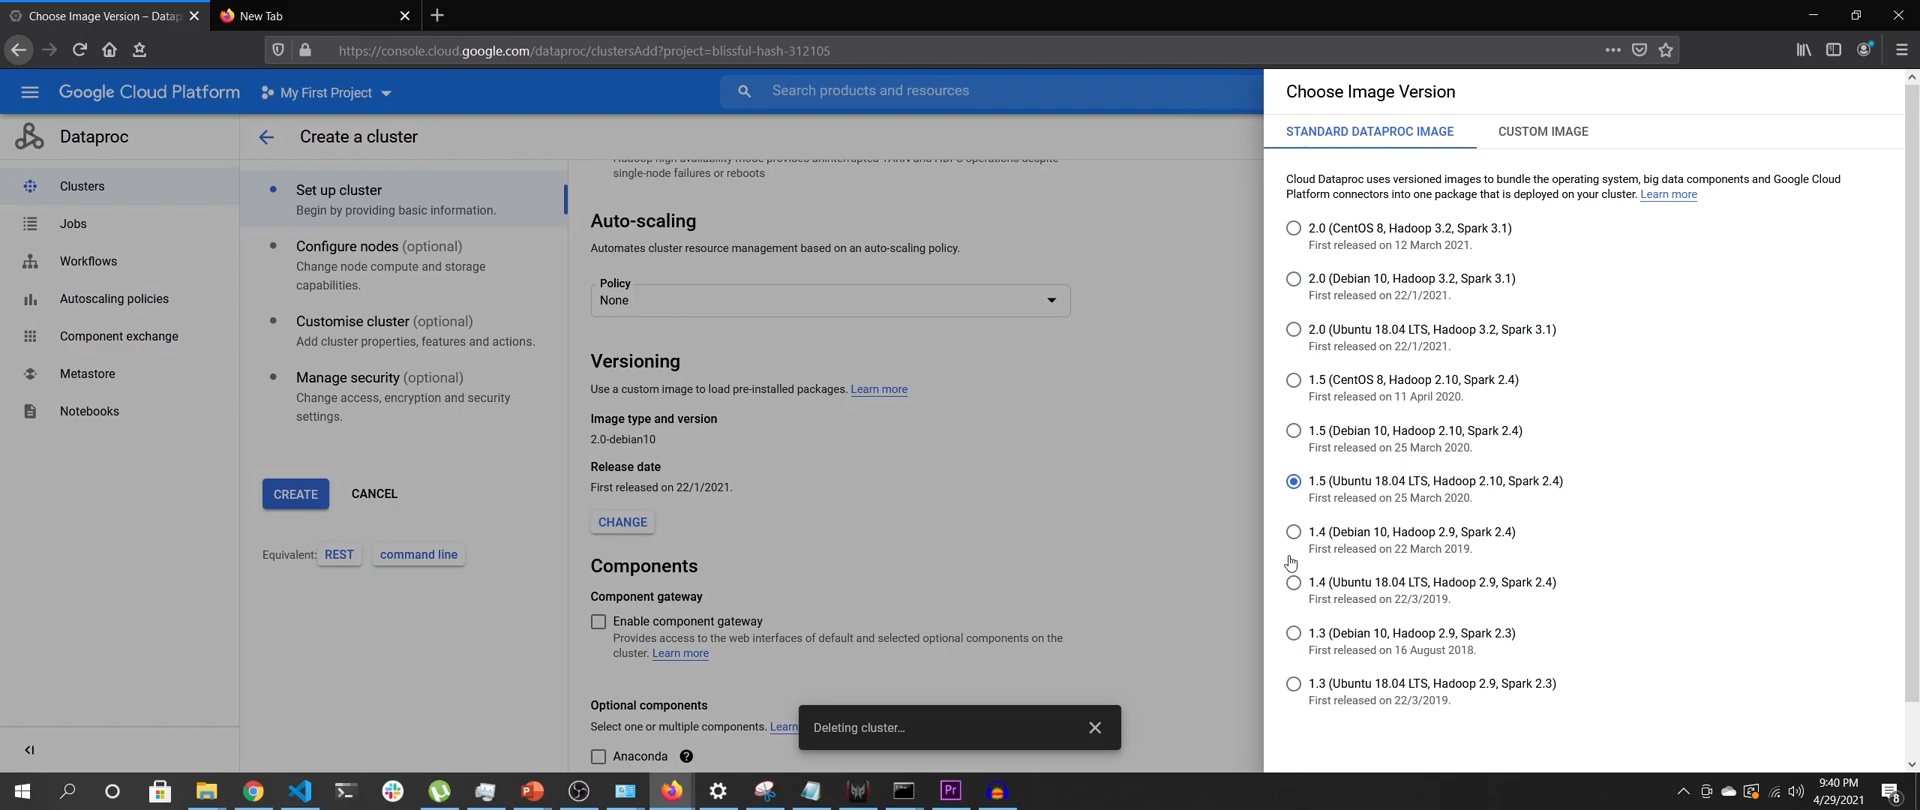 Choose Image Version – Datap
New Tab
https://console.cloud.google.com/dataproc/clustersAdd?project=blissful-hash-312105
Google Cloud Platform
My First Project
Search products and resources
Dataproc
Clusters
Jobs
Workflows
Autoscaling policies
Component exchange
Metastore
Notebooks
Create a cluster
Set up cluster
Begin by providing basic information.
Configure nodes (optional)
Change node compute and storage
capabilities.
Customise cluster (optional)
Add cluster properties, features and actions.
Manage security (optional)
Change access, encryption and security
settings.
CREATE
CANCEL
Equivalent: REST command line
Hadoop high availability mode provides uninterrupted YARN and HDFS operations despite
single-node failures or reboots
Auto-scaling
Automates cluster resource management based on an auto-scaling policy.
Policy
None
Versioning
Use a custom image to load pre-installed packages. Learn more
Image type and version
2.0-debian10
Release date
First released on 22/1/2021.
CHANGE
Components
Component gateway
Enable component gateway
Provides access to the web interfaces of default and selected optional components on the
cluster. Learn more
Optional components
Select one or multiple components. Learn
Anaconda
Deleting cluster...
Choose Image Version
STANDARD DATAPROC IMAGE
CUSTOM IMAGE
Cloud Dataproc uses versioned images to bundle the operating system, big data components and Google Cloud
Platform connectors into one package that is deployed on your cluster. Learn more
2.0 (CentOS 8, Hadoop 3.2, Spark 3.1)
First released on 12 March 2021.
2.0 (Debian 10, Hadoop 3.2, Spark 3.1)
First released on 22/1/2021.
2.0 (Ubuntu 18.04 LTS, Hadoop 3.2, Spark 3.1)
First released on 22/1/2021.
1.5 (CentOS 8, Hadoop 2.10, Spark 2.4)
First released on 11 April 2020.
1.5 (Debian 10, Hadoop 2.10, Spark 2.4)
First released on 25 March 2020.
1.5 (Ubuntu 18.04 LTS, Hadoop 2.10, Spark 2.4)
First released on 25 March 2020.
1.4 (Debian 10, Hadoop 2.9, Spark 2.4)
First released on 22 March 2019.
1.4 (Ubuntu 18.04 LTS, Hadoop 2.9, Spark 2.4)
First released on 22/3/2019.
1.3 (Debian 10, Hadoop 2.9, Spark 2.3)
First released on 16 August 2018.
1.3 (Ubuntu 18.04 LTS, Hadoop 2.9, Spark 2.3)
First released on 22/3/2019.
Pr
9:40 PM
4/29/2021
8